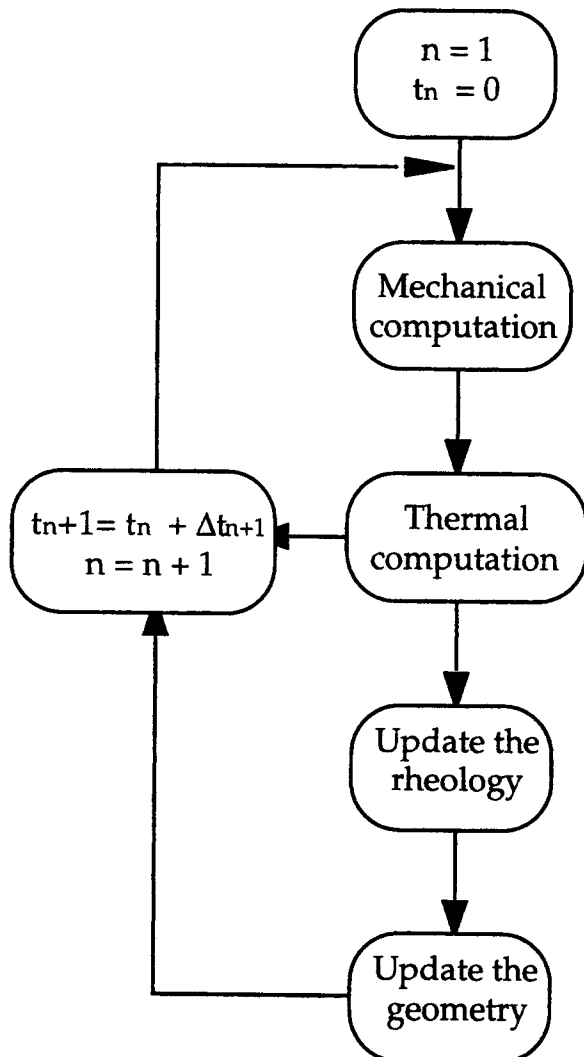 n = 1
tn = 0
Mechanical
computation
tn+1= tn + Δtn+1
n = n + 1
Thermal
computation
Update the
rheology
Update the
geometry